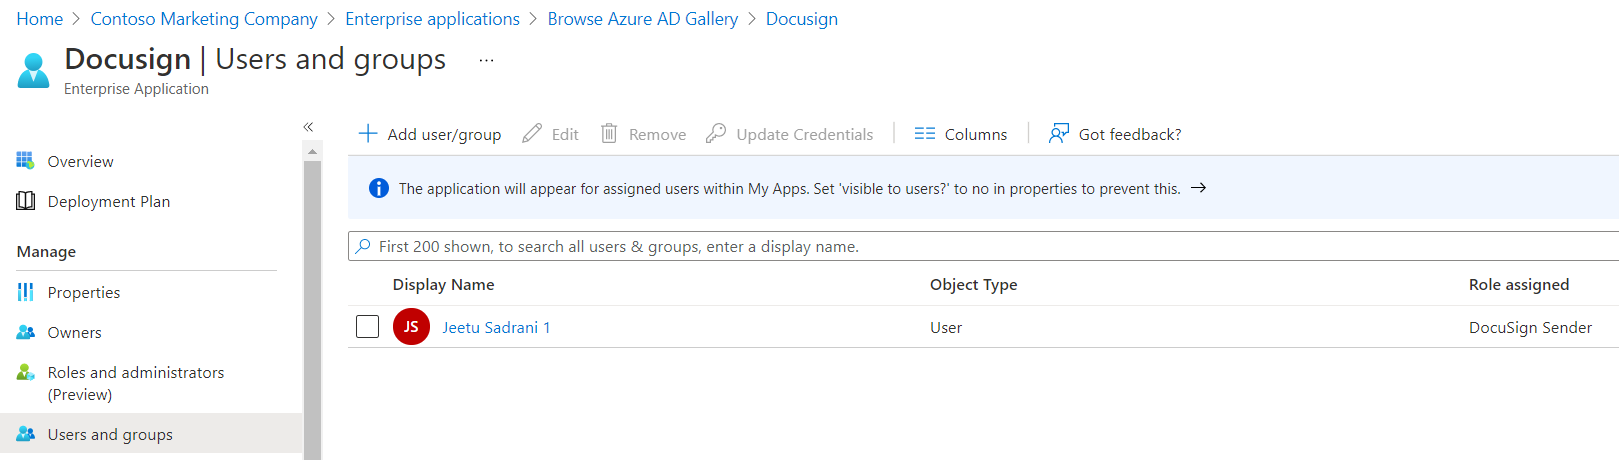 Home > Contoso Marketing Company > Enterprise applications > Browse Azure AD Gallery > Docusign
Docusign | Users and groups ...
Enterprise Application
«
Overview
Deployment Plan
Manage
Properties
Owners
Roles and administrators
(Preview)
Users and groups
Add user/group Edit Remove Update Credentials Columns Got feedback?
The application will appear for assigned users within My Apps. Set 'visible to users?' to no in properties to prevent this. →
First 200 shown, to search all users & groups, enter a display name.
Display Name Object Type Role assigned
JS Jeetu Sadrani 1 User DocuSign Sender